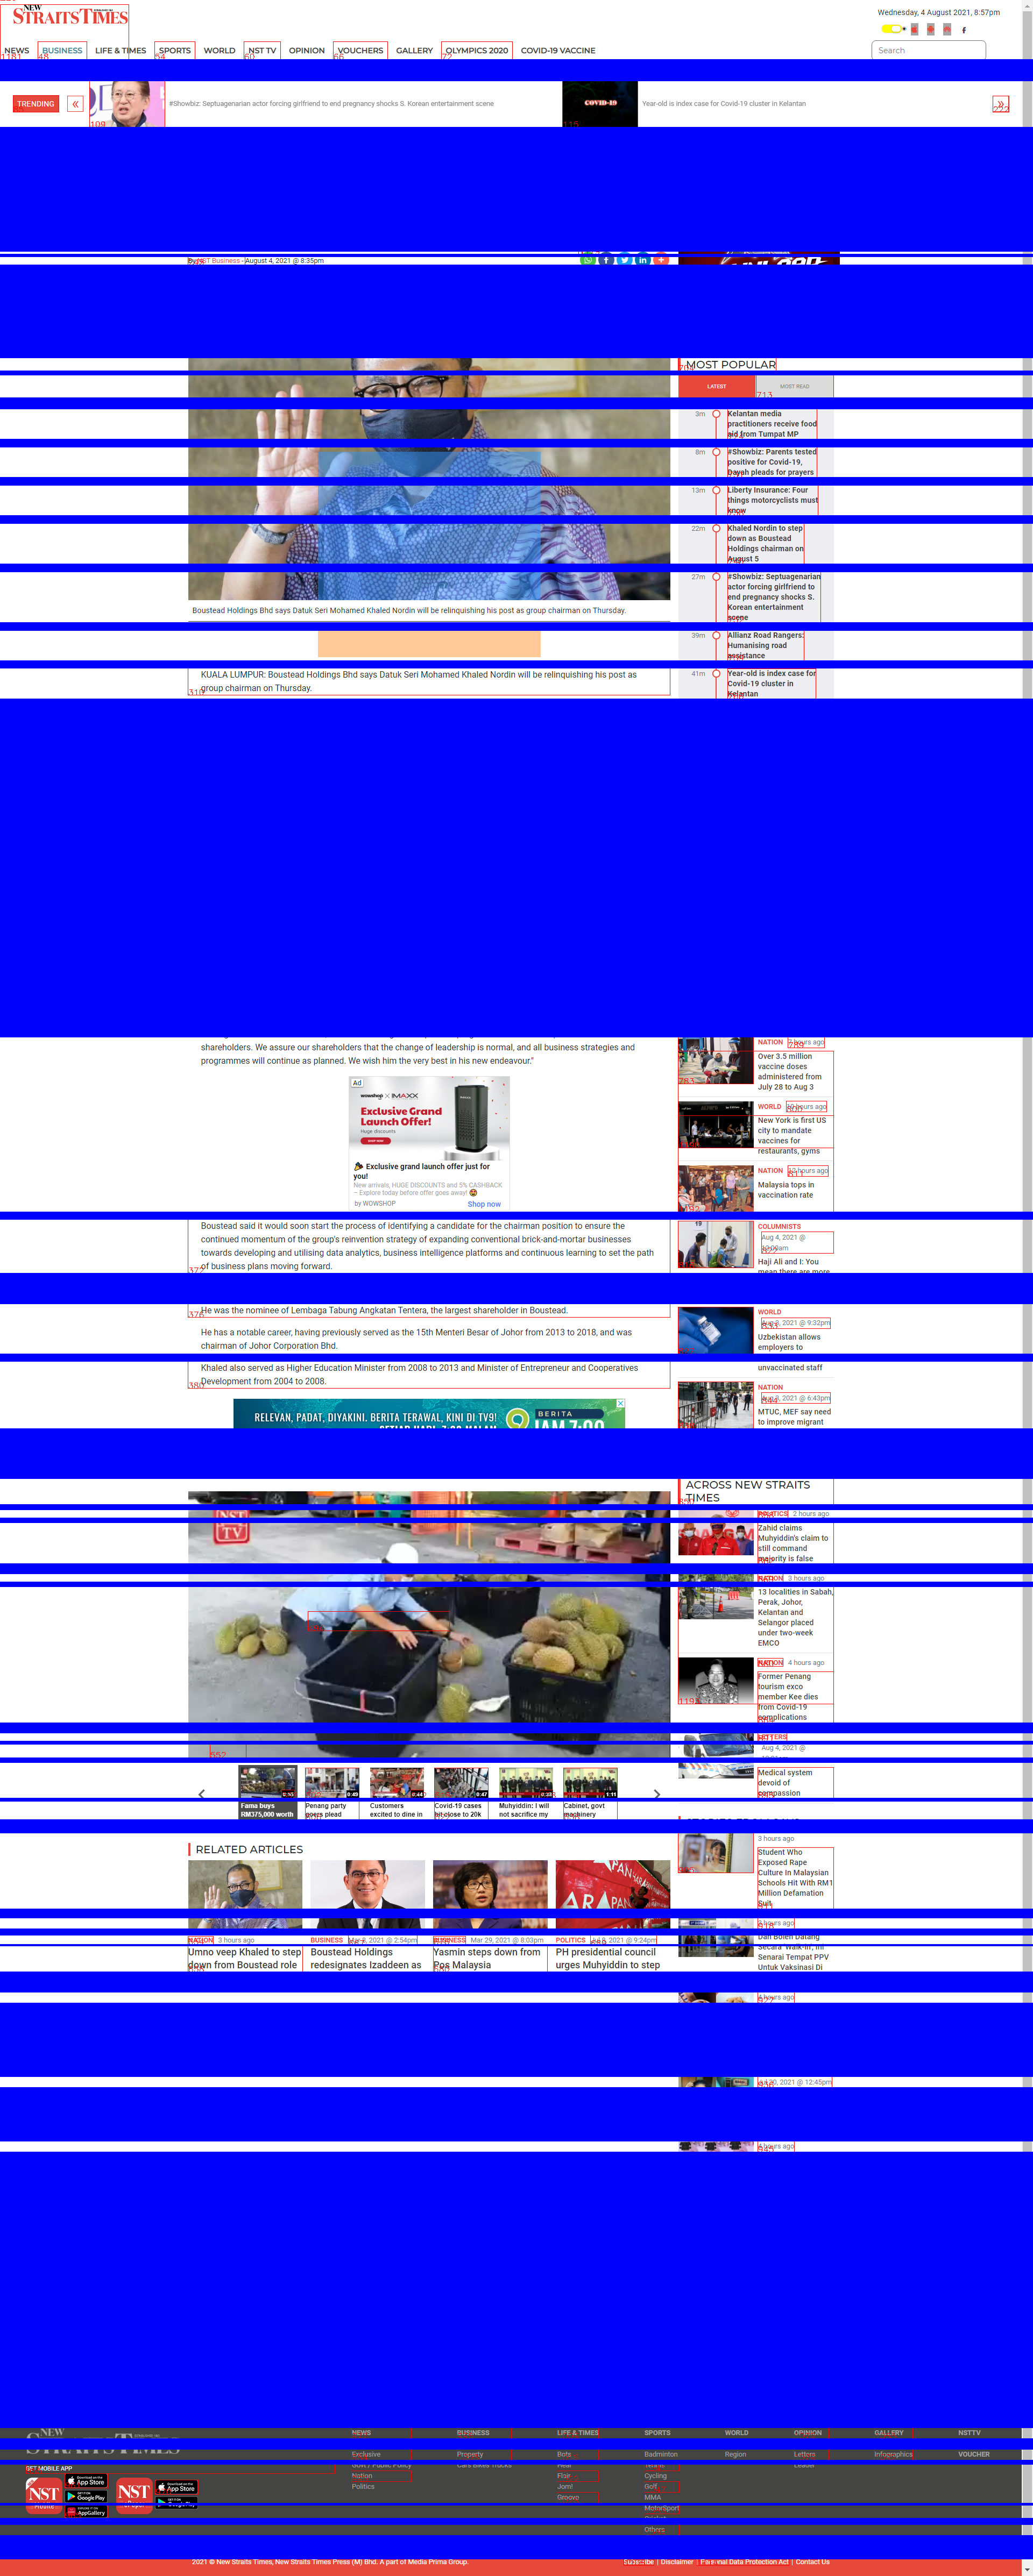 NEW
STRAITS TIMES
Wednesday, 4 August 2021, 8:57pm
NEWS BUSINESS LIFE & TIMES SPORTS WORLD NST TV OPINION VOUCHERS GALLERY OLYMPICS 2020 COVID-19 VACCINE
Search
TRENDING
«
#Showbiz: Septuagenarian actor forcing girlfriend to end pregnancy shocks S. Korean entertainment scene
COVID-19
Year-old is index case for Covid-19 cluster in Kelantan
»
NST Business - August 4, 2021 @ 8:35pm
MOST POPULAR
LATEST
MOST READ
3m
Kelantan media
practitioners receive food
aid from Tumpat MP
8m
#Showbiz: Parents tested
positive for Covid-19,
Dayah pleads for prayers
13m
Liberty Insurance: Four
things motorcyclists must
know
22m
Khaled Nordin to step
down as Boustead
Holdings chairman on
August 5
27m
#Showbiz: Septuagenarian
actor forcing girlfriend to
end pregnancy shocks S.
Korean entertainment
scene
39m
Allianz Road Rangers:
Humanising road
assistance
41m
Year-old is index case for
Covid-19 cluster in
Kelantan
Boustead Holdings Bhd says Datuk Seri Mohamed Khaled Nordin will be relinquishing his post as group chairman on Thursday.
KUALA LUMPUR: Boustead Holdings Bhd says Datuk Seri Mohamed Khaled Nordin will be relinquishing his post as
group chairman on Thursday.
shareholders. We assure our shareholders that the change of leadership is normal, and all business strategies and
programmes will continue as planned. We wish him the very best in his new endeavour."
Ad
wowshop × IMAXX
Exclusive Grand
Launch Offer!
Huge discounts
SHOP NOW
Exclusive grand launch offer just for
you!
New arrivals, HUGE DISCOUNTS and 5% CASHBACK
– Explore today before offer goes away!
by WOWSHOP
Shop now
NATION hours ago
Over 3.5 million
vaccine doses
administered from
July 28 to Aug 3
WORLD hours ago
New York is first US
city to mandate
vaccines for
restaurants, gyms
NATION hours ago
Malaysia tops in
vaccination rate
COLUMNISTS
Aug 4, 2021 @
Haji Ali and I: You
mean there are more
WORLD
Aug 3, 2021 @ 9:32pm
Uzbekistan allows
employers to
unvaccinated staff
NATION
Aug 3, 2021 @ 6:43pm
MTUC, MEF say need
to improve migrant
Boustead said it would soon start the process of identifying a candidate for the chairman position to ensure the
continued momentum of the group's reinvention strategy of expanding conventional brick-and-mortar businesses
towards developing and utilising data analytics, business intelligence platforms and continuous learning to set the path
of business plans moving forward.
He was the nominee of Lembaga Tabung Angkatan Tentera, the largest shareholder in Boustead.
He has a notable career, having previously served as the 15th Menteri Besar of Johor from 2013 to 2018, and was
chairman of Johor Corporation Bhd.
Khaled also served as Higher Education Minister from 2008 to 2013 and Minister of Entrepreneur and Cooperatives
Development from 2004 to 2008.
RELEVAN, PADAT, DIYAKINI. BERITA TERAWAL, KINI DI TV9!
BERITA
ACROSS NEW STRAITS
TIMES
POLITICS 2 hours ago
Zahid claims
Muhyiddin's claim to
still command
majority is false
NATION 3 hours ago
13 localities in Sabah,
Perak, Johor,
Kelantan and
Selangor placed
under two-week
EMCO
NATION 4 hours ago
Former Penang
tourism exco
member Kee dies
from Covid-19
complications
Aug 4, 2021 @
Medical system
devoid of
compassion
NST
TV
Fama buys
RM375,000 worth
0:49
Penang party
goers plead
0:44
Customers
excited to dine in
0:47
Covid-19 cases
hit close to 20k
Muhyiddin: I will
not sacrifice my
1:11
Cabinet, govt
machinery
3 hours ago
Student Who
Exposed Rape
Culture In Malaysian
Schools Hit With RM1
Million Defamation
Suit
hours ago
Dah Boleh Datang
Secara 'Walk-in', Ini
Senarai Tempat PPV
Untuk Vaksinasi Di
hours ago
2021 @ 12:45pm
hours ago
RELATED ARTICLES
NATION 3 hours ago
Umno veep Khaled to step
down from Boustead role
BUSINESS 2021 @ 2:54pm
Boustead Holdings
redesignates Izaddeen as
BUSINESS Mar 29, 2021 @ 8:03pm
Yasmin steps down from
Pos Malaysia
POLITICS 2021 @ 9:24pm
PH presidential council
urges Muhyiddin to step
NEW
STRAITS TIMES
NEWS BUSINESS LIFE & TIMES SPORTS WORLD OPINION GALLERY NSTTV
Exclusive Property Bots Badminton Region Letters Infographics VOUCHER
Cycling
Nation Flair Golf
Politics Jom! MMA
Groove MotorSport
Others
GET MOBILE APP
NST
App Store
Google Play
AppGallery
NST
App Store
Google Play
2021 © New Straits Times, New Straits Times Press (M) Bhd. A part of Media Prima Group.
Subscribe | Disclaimer | Personal Data Protection Act | Contact Us